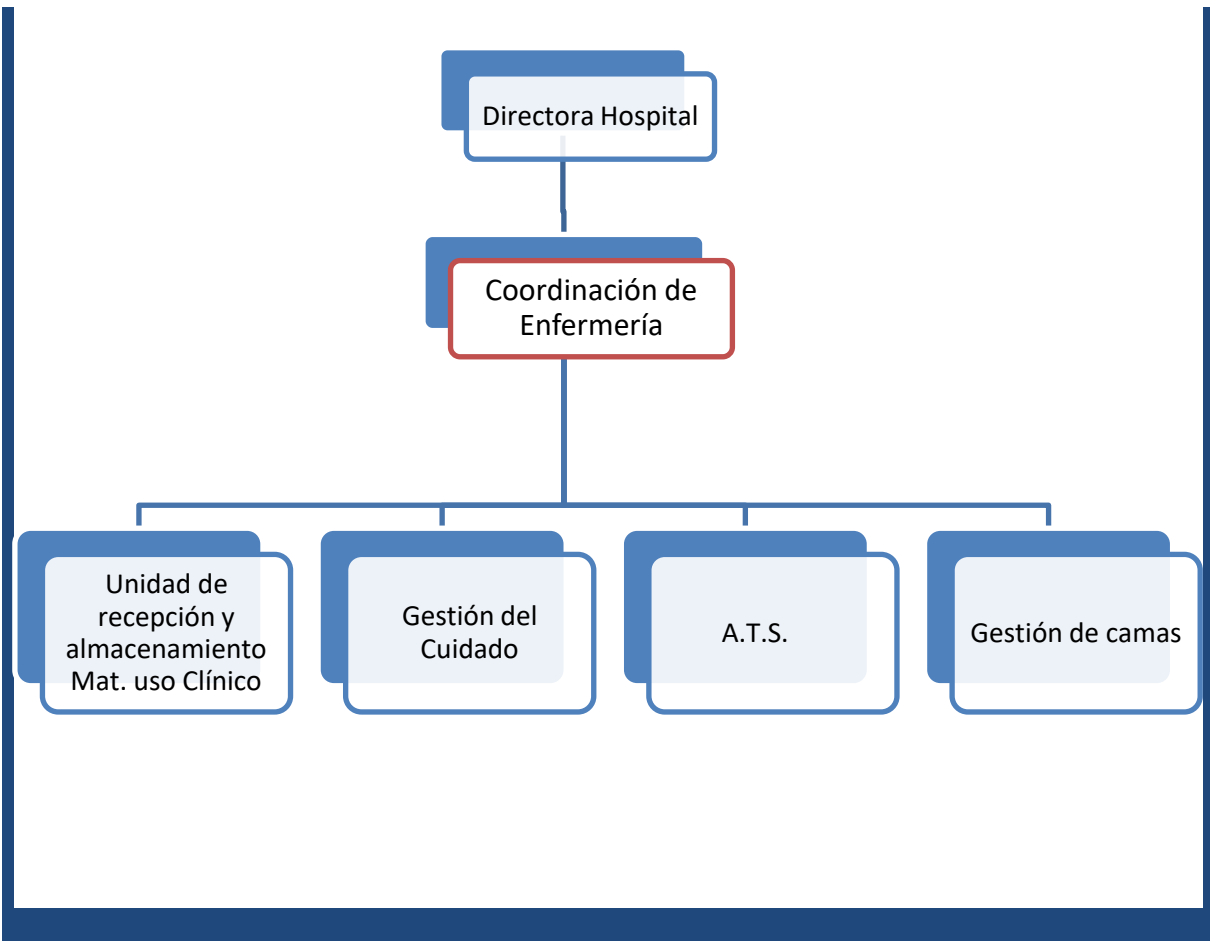 Directora Hospital
Coordinación de
Enfermería
Unidad de
recepción y
almacenamiento
Mat. uso Clínico
Gestión del
Cuidado
A.T.S.
Gestión de camas